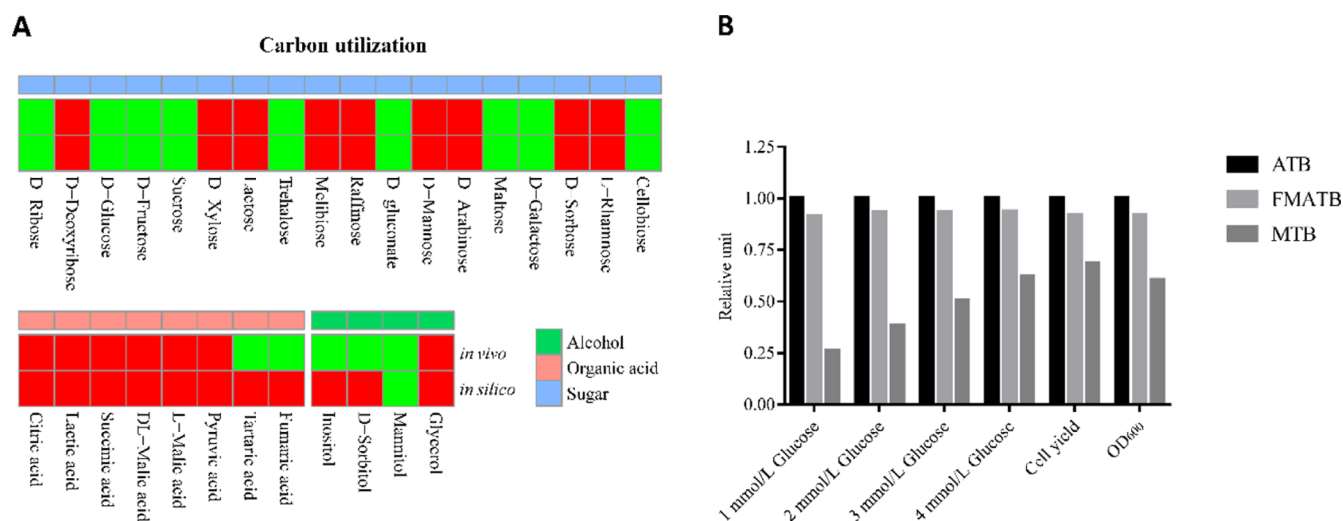 A
Carbon utilization
D Ribose
D-Deoxyribose
D-Glucose
D-Fructose
Sucrose
D Xylose
Lactose
Trehalose
Melibiose
Raffinose
D gluconate
D-Mannose
D Arabinose
Maltose
D-Galactose
D Sorbose
L-Rhamnose
Cellobiose
in vivo
in silico
Citric acid
Lactic acid
Succinic acid
DL-Malic acid
L-Malic acid
Pyruvic acid
Tartaric acid
Fumaric acid
Inositol
D-Sorbitol
Mannitol
Glycerol
Alcohol
Organic acid
Sugar
B
Relative unit
1.25
1.00
0.75
0.50
0.25
0.00
1 mmol/L Glucose
2 mmol/L Glucose
3 mmol/L Glucose
4 mmol/L Glucose
Cell yield
OD600
ATB
FMATB
MTB